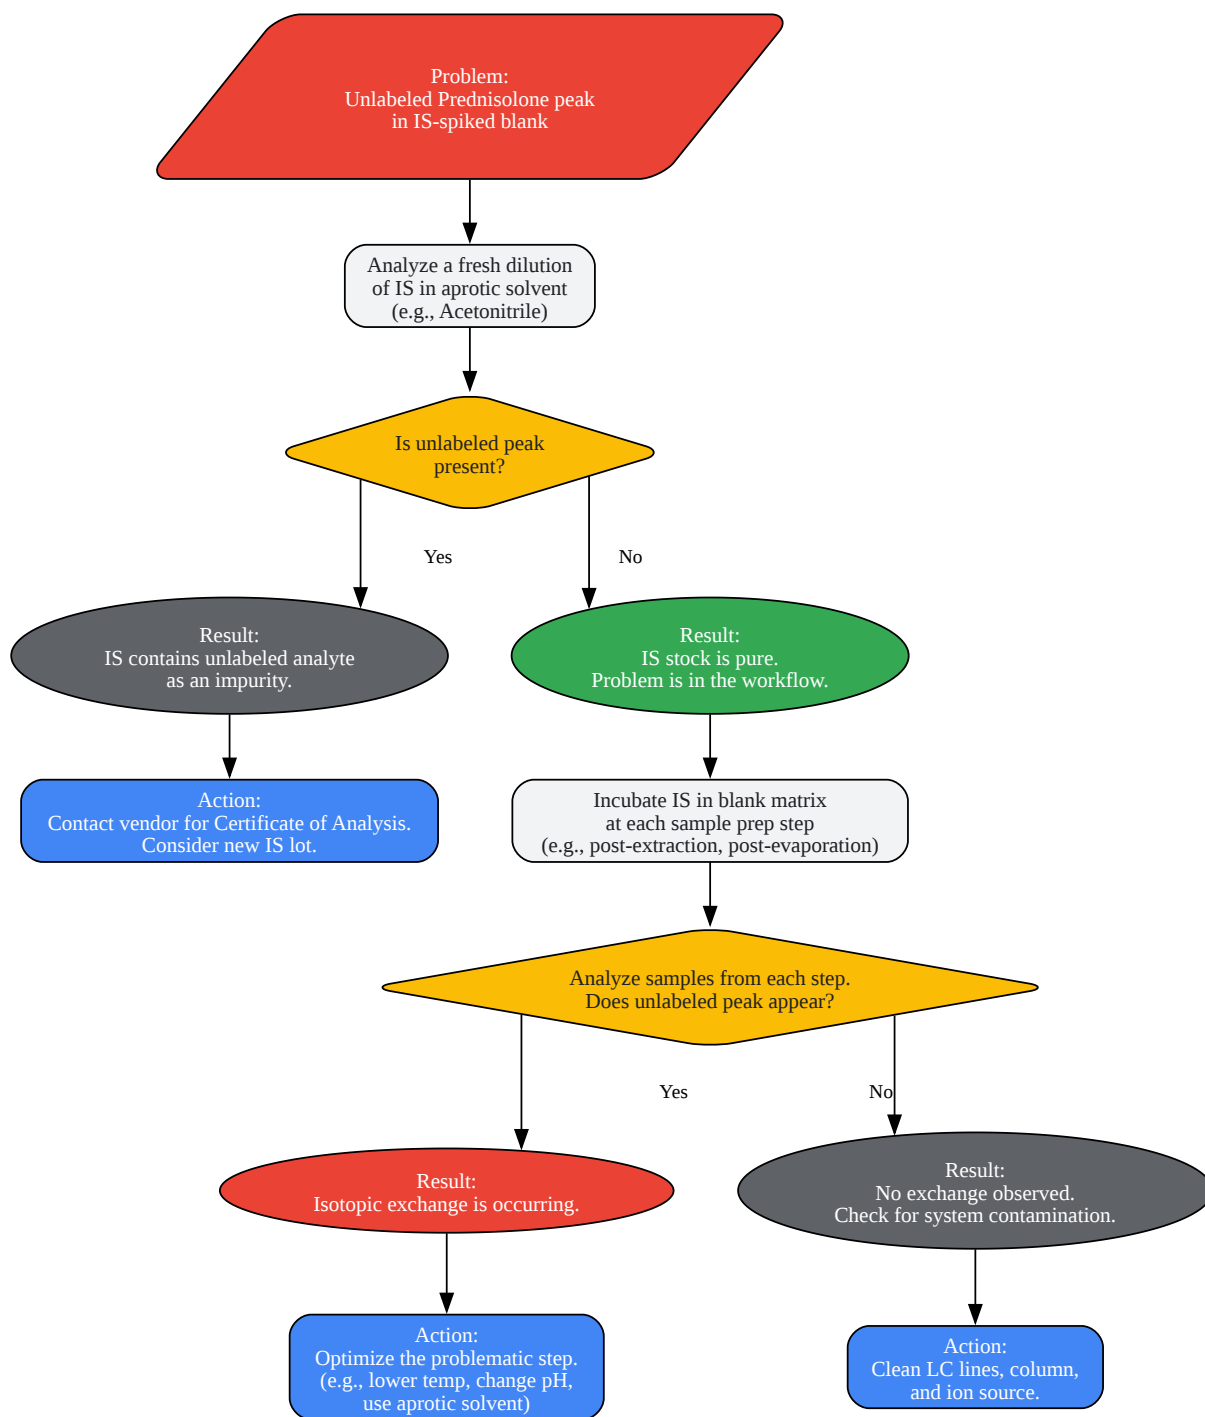 Problem:
Unlabeled Prednisolone peak
in IS-spiked blank
Analyze a fresh dilution
of IS in aprotic solvent
(e.g., Acetonitrile)
Is unlabeled peak
present?
Yes
No
Result:
IS contains unlabeled analyte
as an impurity.
Result:
IS stock is pure.
Problem is in the workflow.
Action:
Contact vendor for Certificate of Analysis.
Consider new IS lot.
Incubate IS in blank matrix
at each sample prep step
(e.g., post-extraction, post-evaporation)
Analyze samples from each step.
Does unlabeled peak appear?
Yes
No
Result:
Isotopic exchange is occurring.
Result:
No exchange observed.
Check for system contamination.
Action:
Optimize the problematic step.
(e.g., lower temp, change pH,
use aprotic solvent)
Action:
Clean LC lines, column,
and ion source.